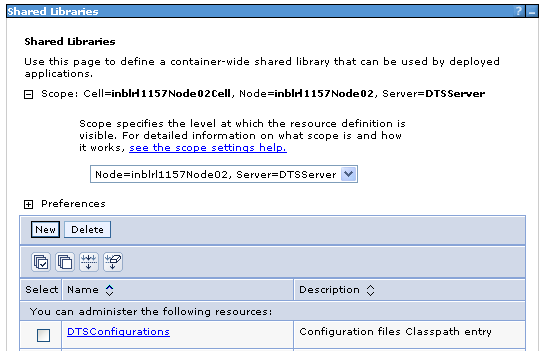 Shared Libraries ? _
Shared Libraries
Use this page to define a container-wide shared library that can be used by deployed
applications.
Scope: Cell=inblrl1157Node02Cell, Node=inblrl1157Node02, Server=DTSServer
Scope specifies the level at which the resource definition is
visible. For detailed information on what scope is and how
it works, see the scope settings help.
Node=inblrl1157Node02, Server=DTSServer
Preferences
New Delete
Select Name Description
You can administer the following resources:
DTSConfigurations Configuration files Classpath entry